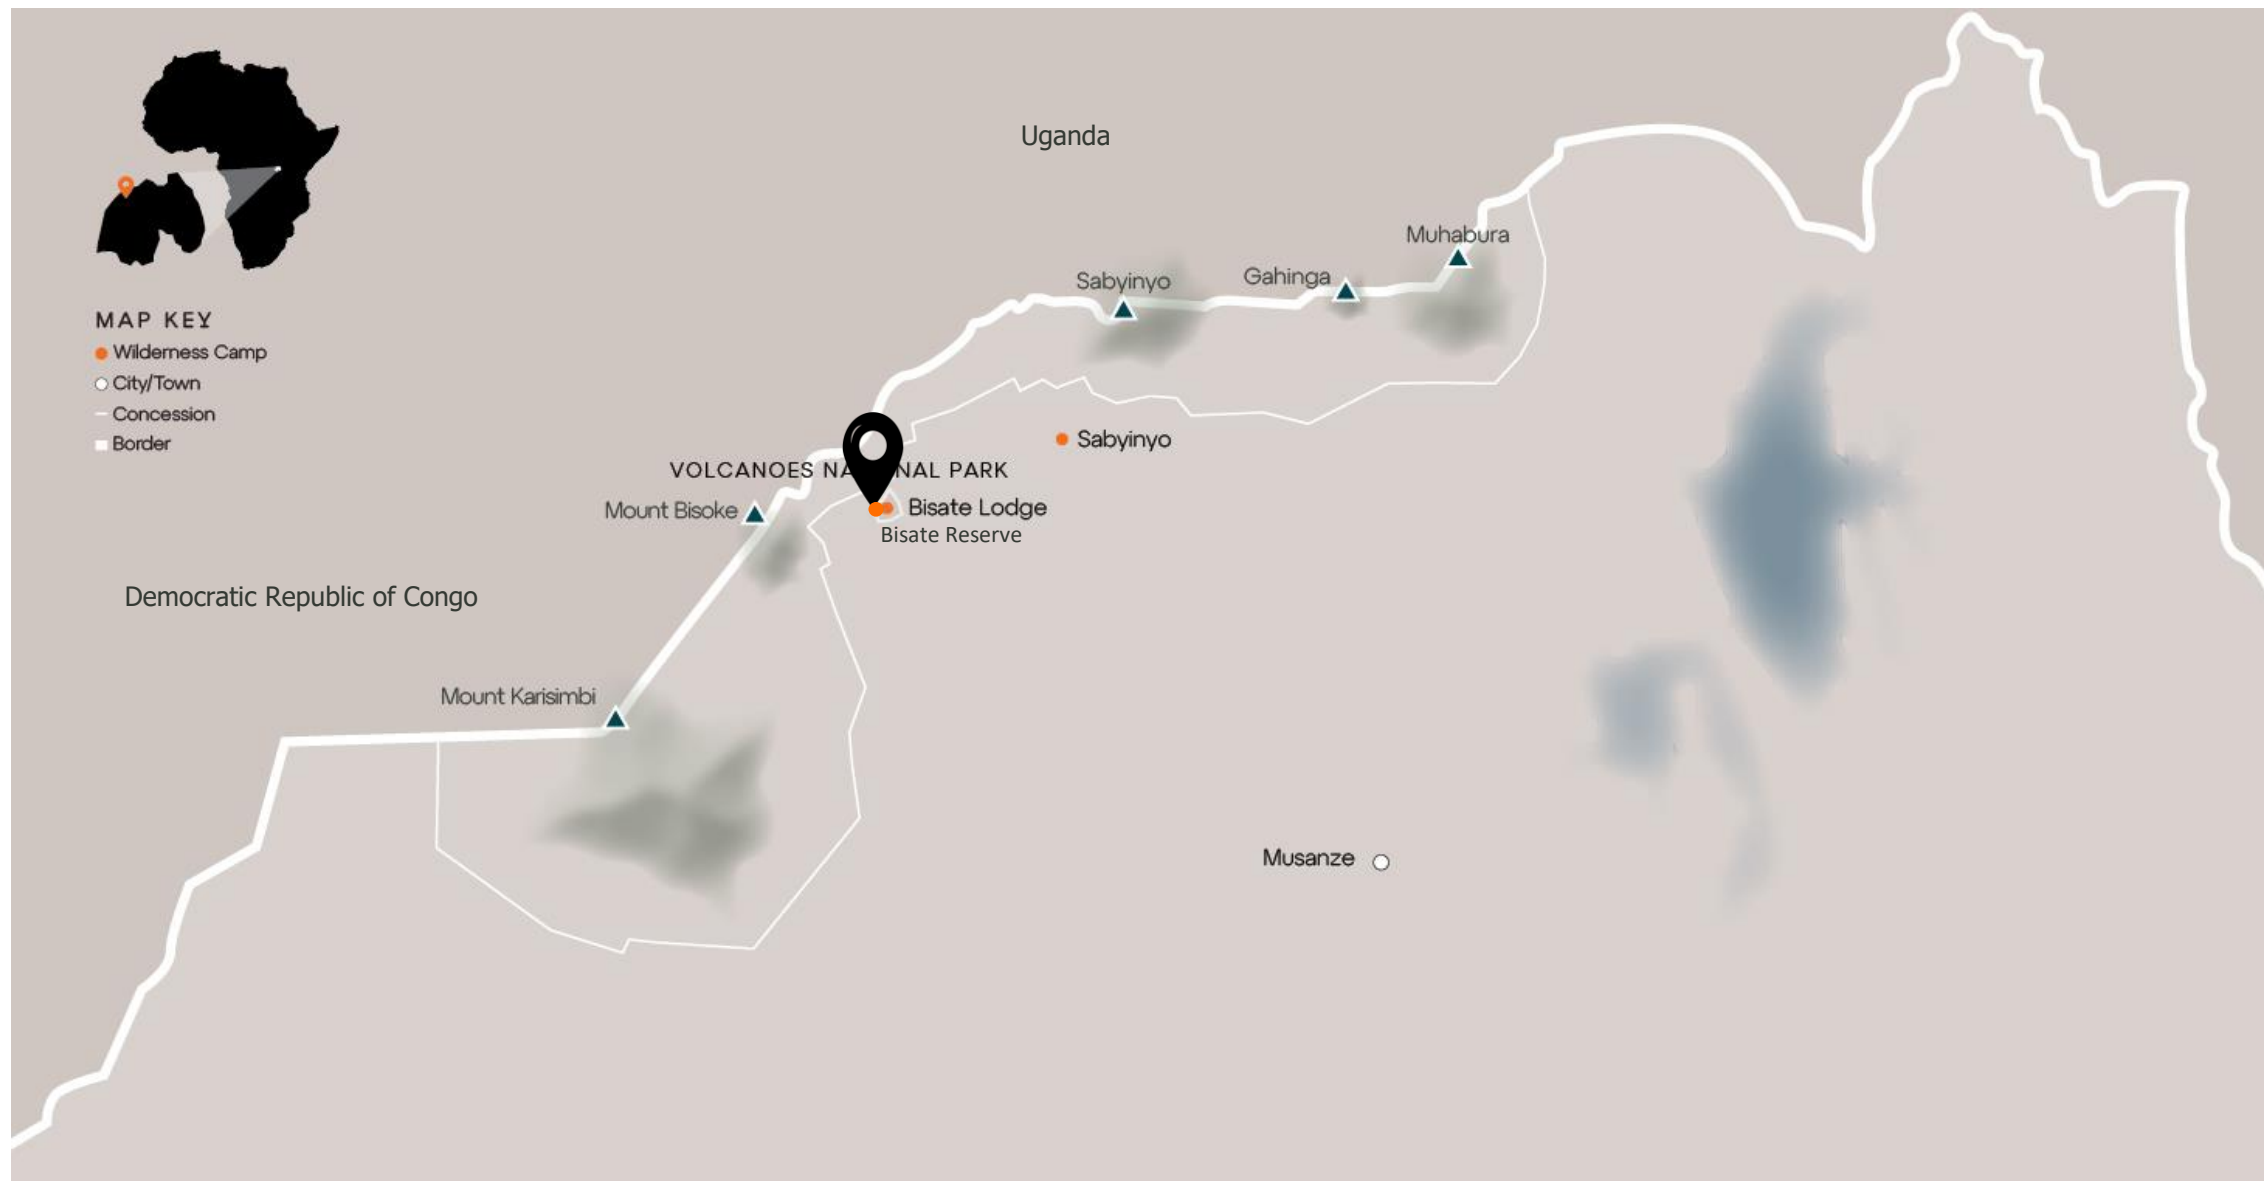 Uganda
Muhabura
Gahinga
Sabyinyo
MAP KEY
Wilderness Camp
City/Town
Concession
Border
Sabyinyo
VOLCANOES NA NAL PARK
Mount Bisoke
Bisate Lodge
Bisate Reserve
Democratic Republic of Congo
Mount Karisimbi
Musanze